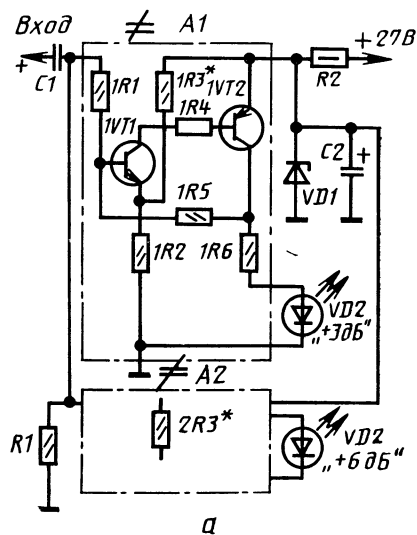 Вход
A1
+27В
+
C1
1R1
1R3*
1VT2
R2
1R4
1VT1
C2
+
VD1
1R5
1R2
1R6
VD2
„+3дБ“
A2
R1
2R3*
VD2
„+6дБ“
а